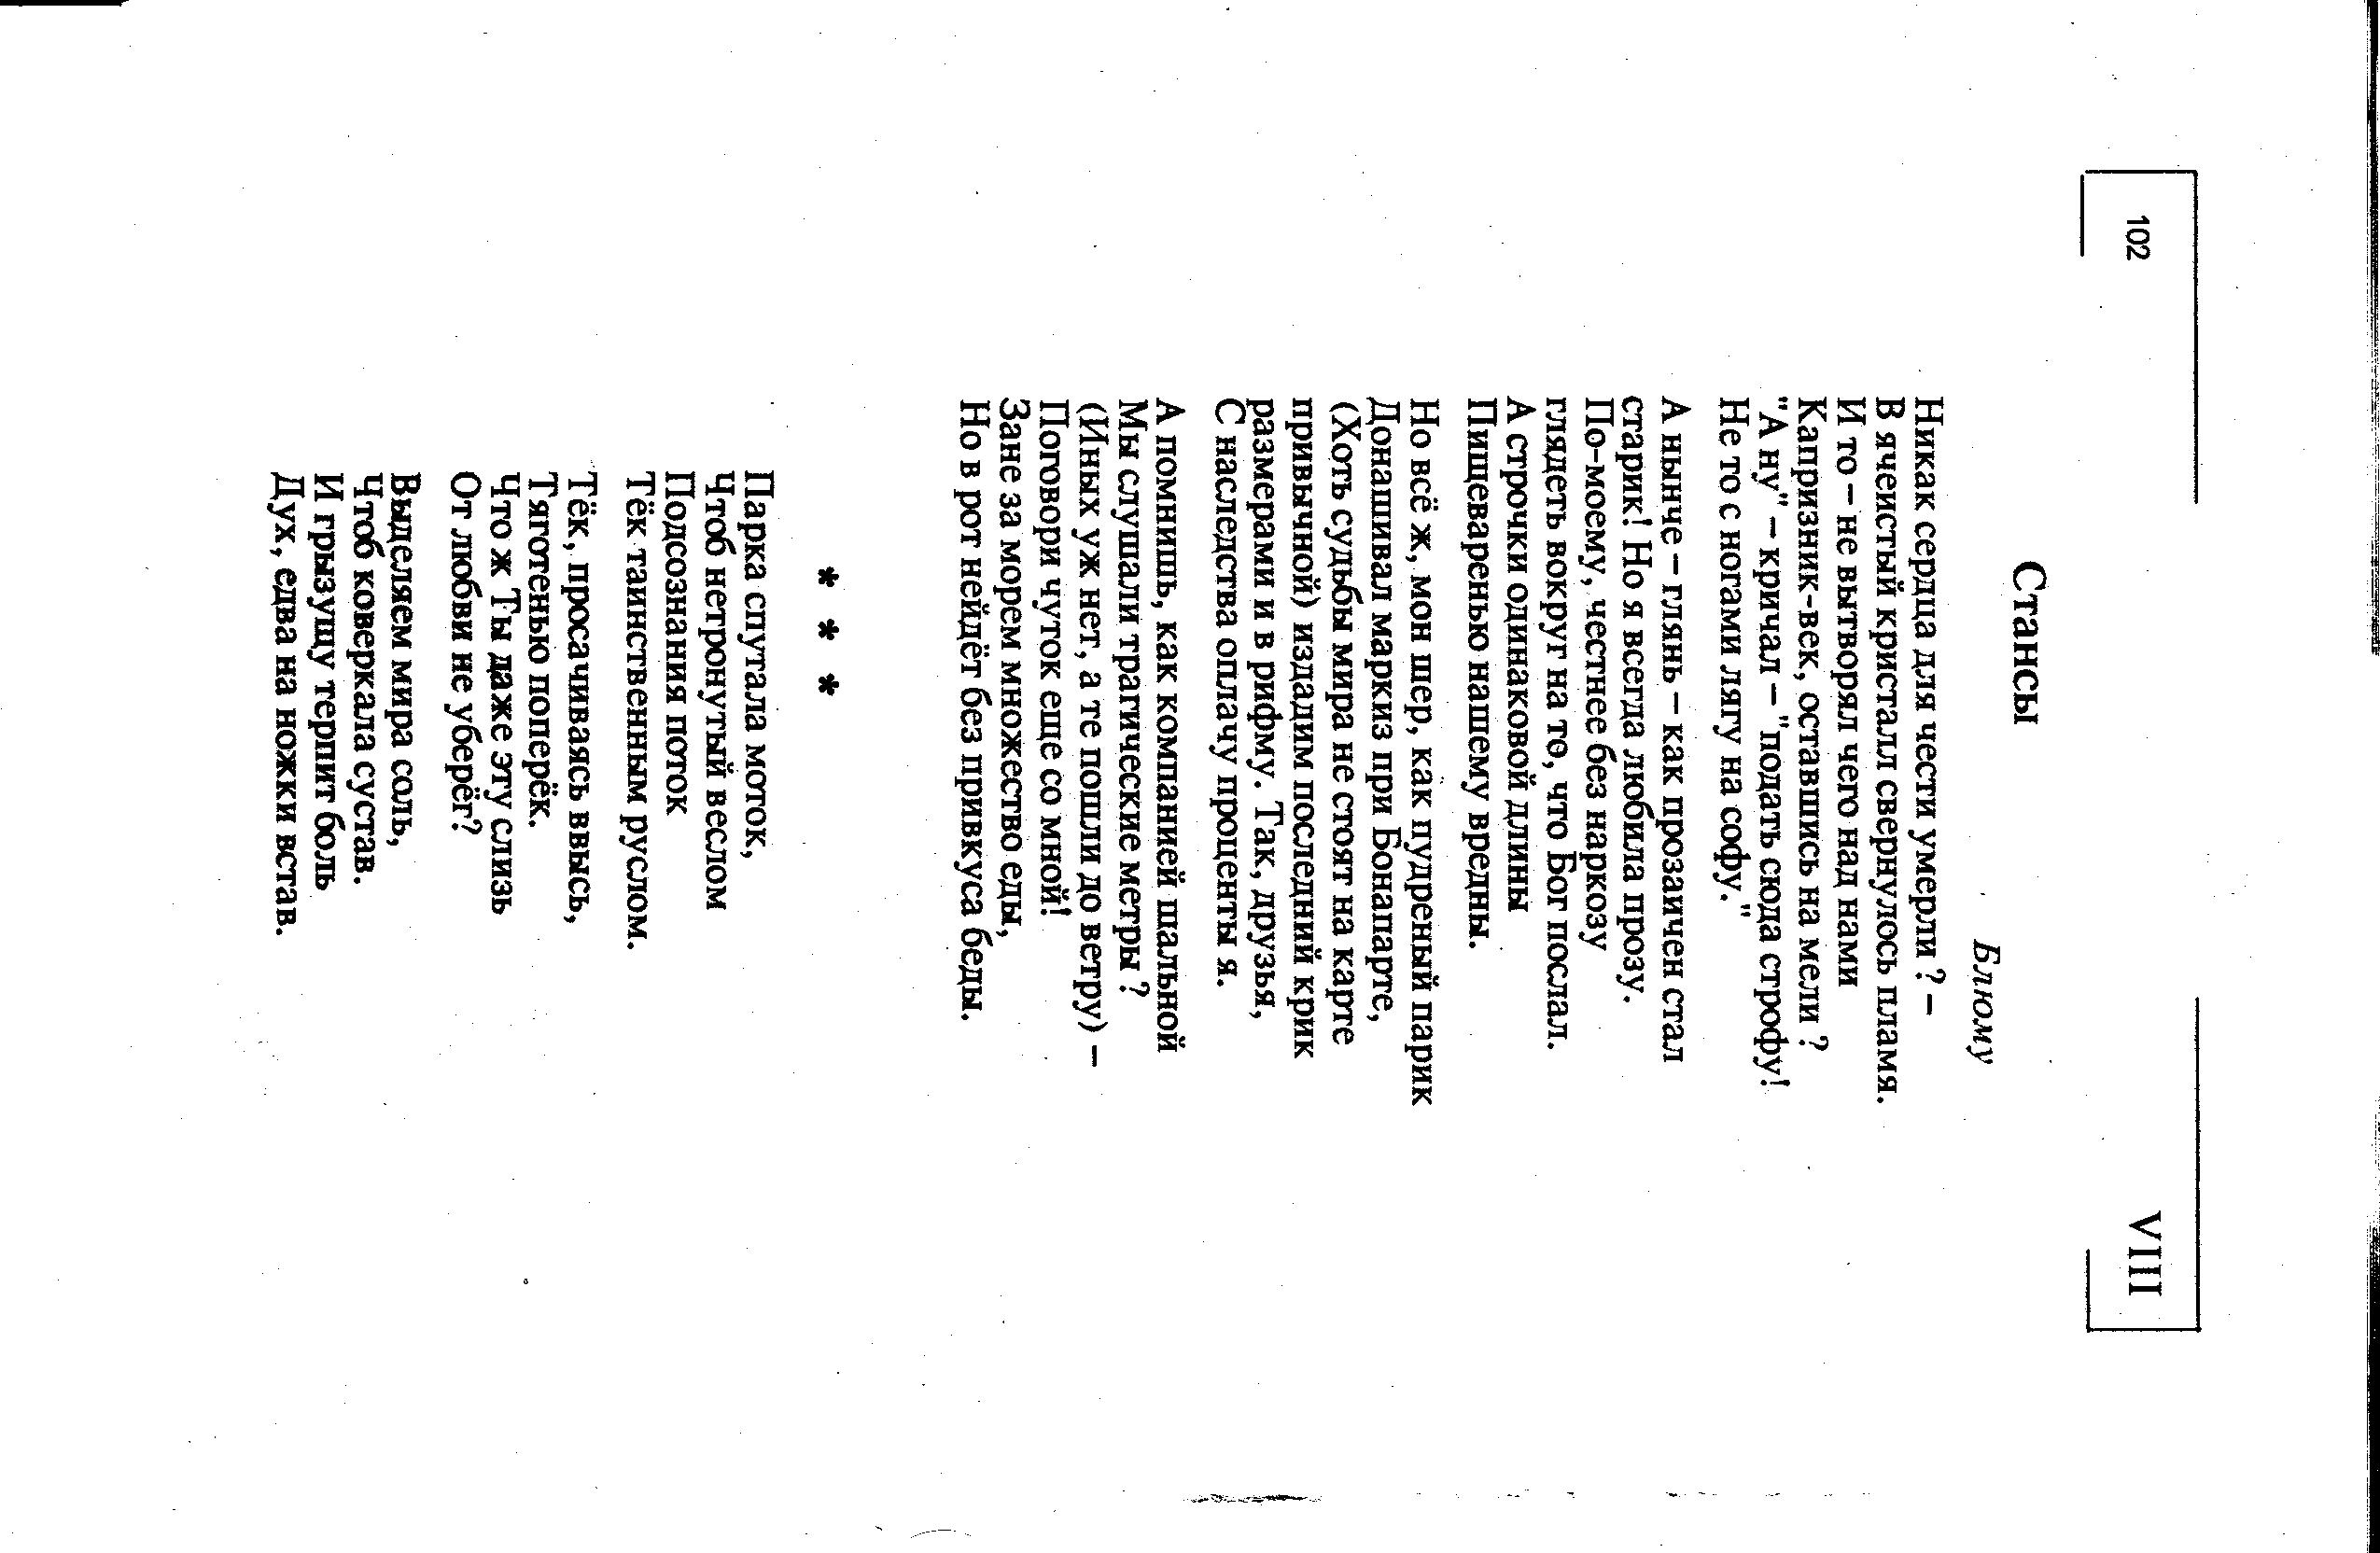 102
VIII
Стансы
Блюму
Никак сердца для чести умерли ? –
В ячеистый кристалл свернулось пламя.
И то – не вытворял чего над нами
Капризник-век, оставшись на мели ?
"А ну" – кричал – "подать сюда строфу!
Не то с ногами лягу на софу."
А нынче – глянь – как прозаичен стал
старик! Но я всегда любила прозу.
По-моему, честнее без наркозу
глядеть вокруг на то, что Бог послал.
А строчки одинаковой длины
Пищеваренью нашему вредны.
Но всё ж, мон шер, как пудреный парик
Донашивал маркиз при Бонапарте,
(Хоть судьбы мира не стоят на карте
привычной) издадим последний крик
размерами и в рифму. Так, друзья,
С наследства оплачу проценты я.
А помнишь, как компанией шальной
Мы слушали трагические метры ?
(Иных уж нет, а те пошли до ветру) –
Поговори чуток еще со мной!
Зане за морем множество еды,
Но в рот нейдёт без привкуса беды.
* * *
Парка спутала моток,
Чтоб нетронутый веслом
Подсознания поток
Тёк таинственным руслом.
Тёк, просачиваясь ввысь,
Тяготенью поперёк.
Что ж Ты даже эту слизь
От любви не уберёг?
Выделяем мира соль,
Чтоб коверкала сустав.
И грызущу терпит боль
Дух, едва на ножки встав.